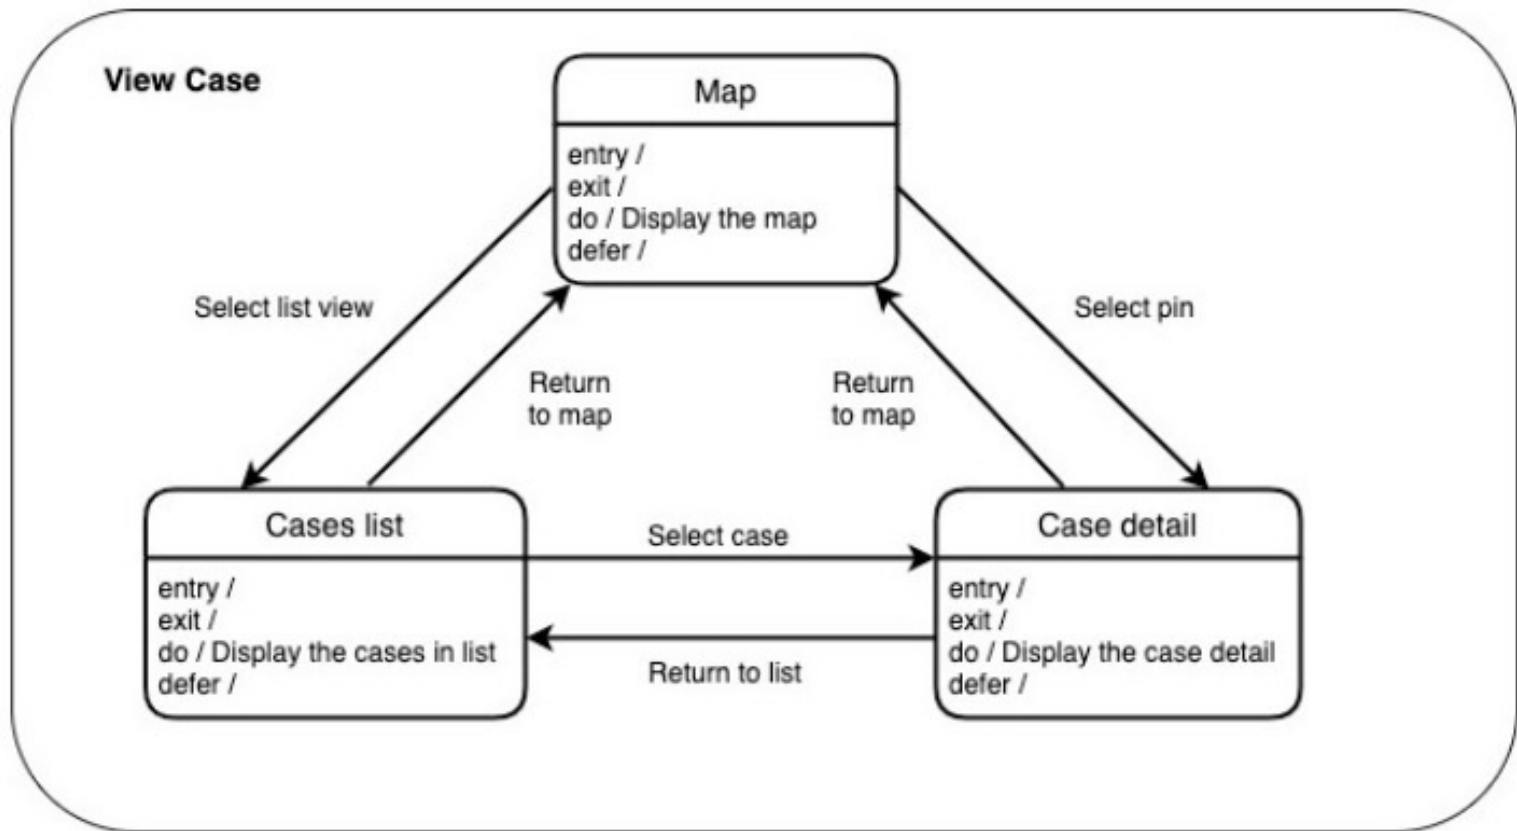 View Case
Map
entry /
exit /
do / Display the map
defer /
Select list view
Select pin
Return
to map
Return
to map
Cases list
entry /
exit /
do / Display the cases in list
defer /
Select case
Return to list
Case detail
entry /
exit /
do / Display the case detail
defer /